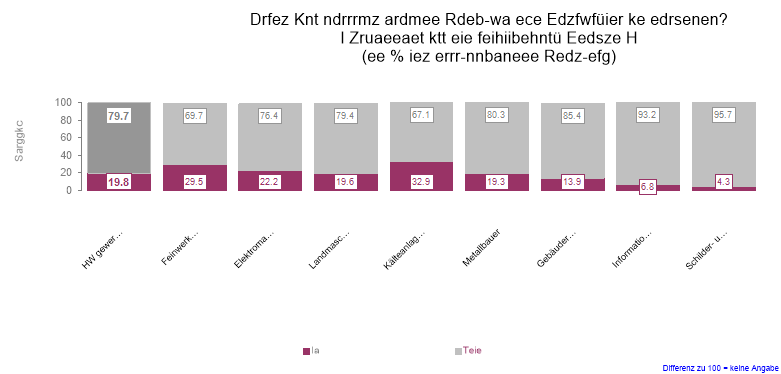 Drfez Knt ndrrrmz ardmee Rdeb-wa ece Edzfwfüier ke edrsenen?
I Zruaeeaet ktt eie feihiibehntü Eedsze H
(ee % iez errr-nnbaneee Redz-efg)
Sarggkc
100
80
60
40
20
0
79.7 69.7 76.4 79.4 67.1 80.3 85.4 93.2 95.7
19.8 29.5 22.2 19.6 32.9 19.3 13.9 6.8 4.3
HW gewer...
Feinwerk...
Elektroma...
Landmasc...
Kälteanlag...
Metallbauer
Gebäuder...
Informatio...
Schilder- u...
Ia Teie
Differenz zu 100 = keine Angabe